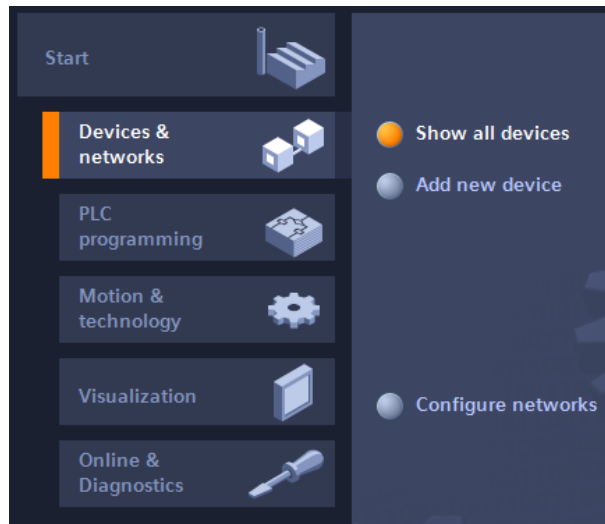 Start
Devices &
networks
PLC
programming
Motion &
technology
Visualization
Online &
Diagnostics
Show all devices
Add new device
Configure networks